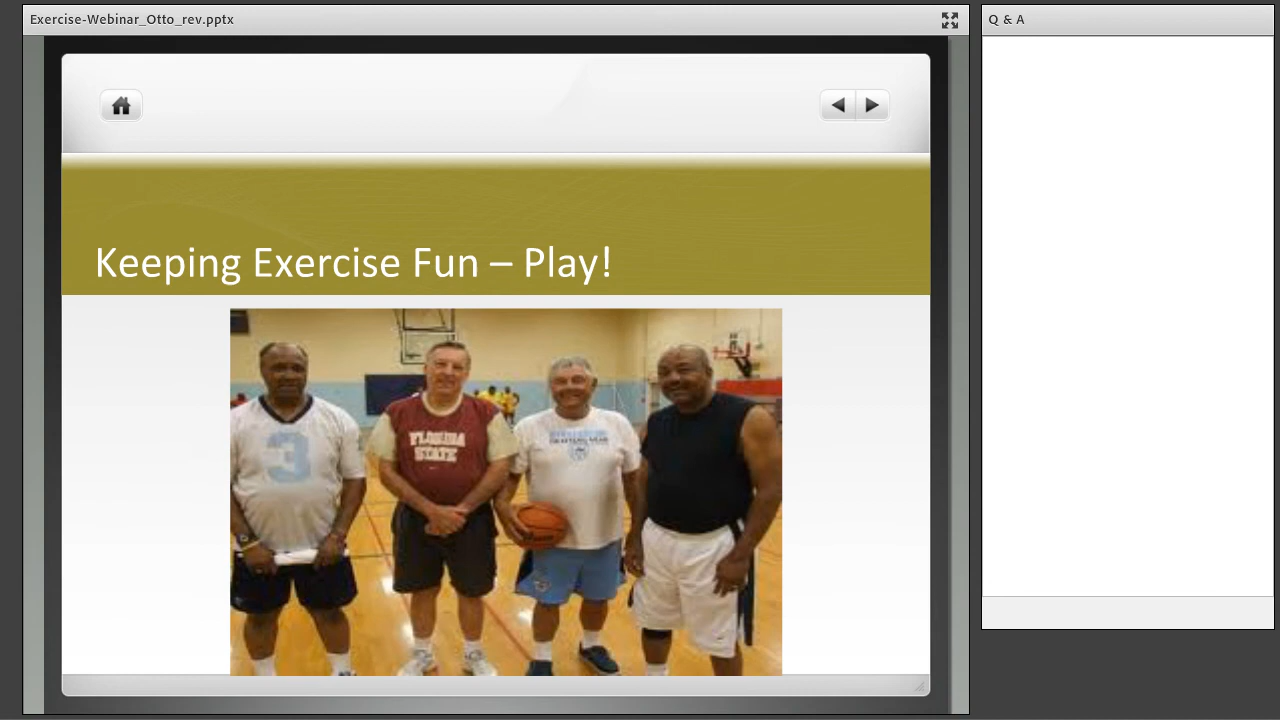 Exercise-Webinar_Otto_rev.pptx
Q & A
Keeping Exercise Fun – Play!
3
FLORIDA
STATE